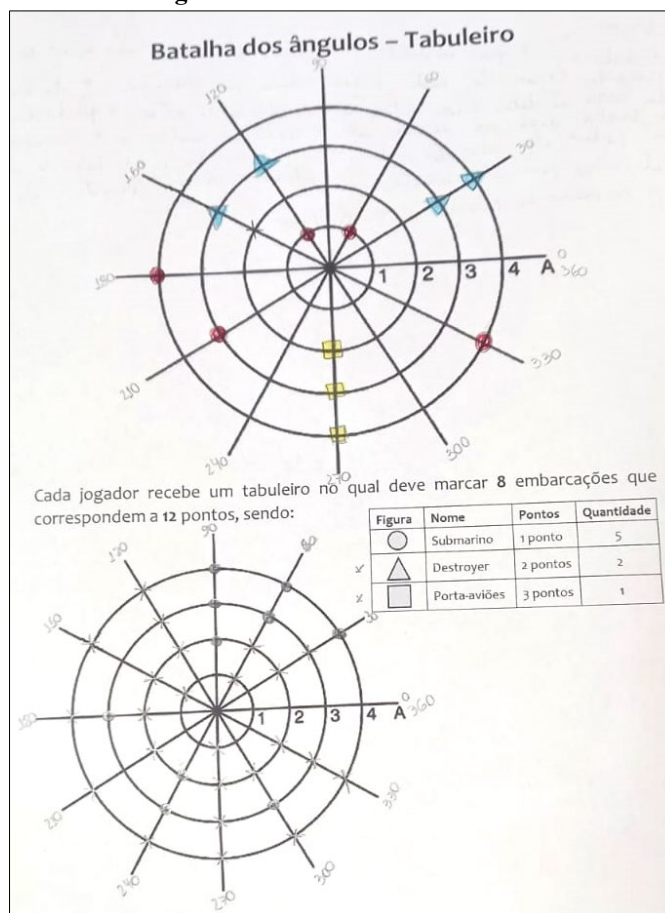 Batalha dos ângulos – Tabuleiro
90
120
60
160
30
180
1 2 3 4 A
0
360
210
330
240
300
270
Cada jogador recebe um tabuleiro no qual deve marcar 8 embarcações que
correspondem a 12 pontos, sendo:
Figura Nome Pontos Quantidade
Submarino 1 ponto 5
x Destroyer 2 pontos 2
x Porta-aviões 3 pontos 1
90
60
120
30
150
180
1 2 3 4 A
0
360
210
330
240
300
270